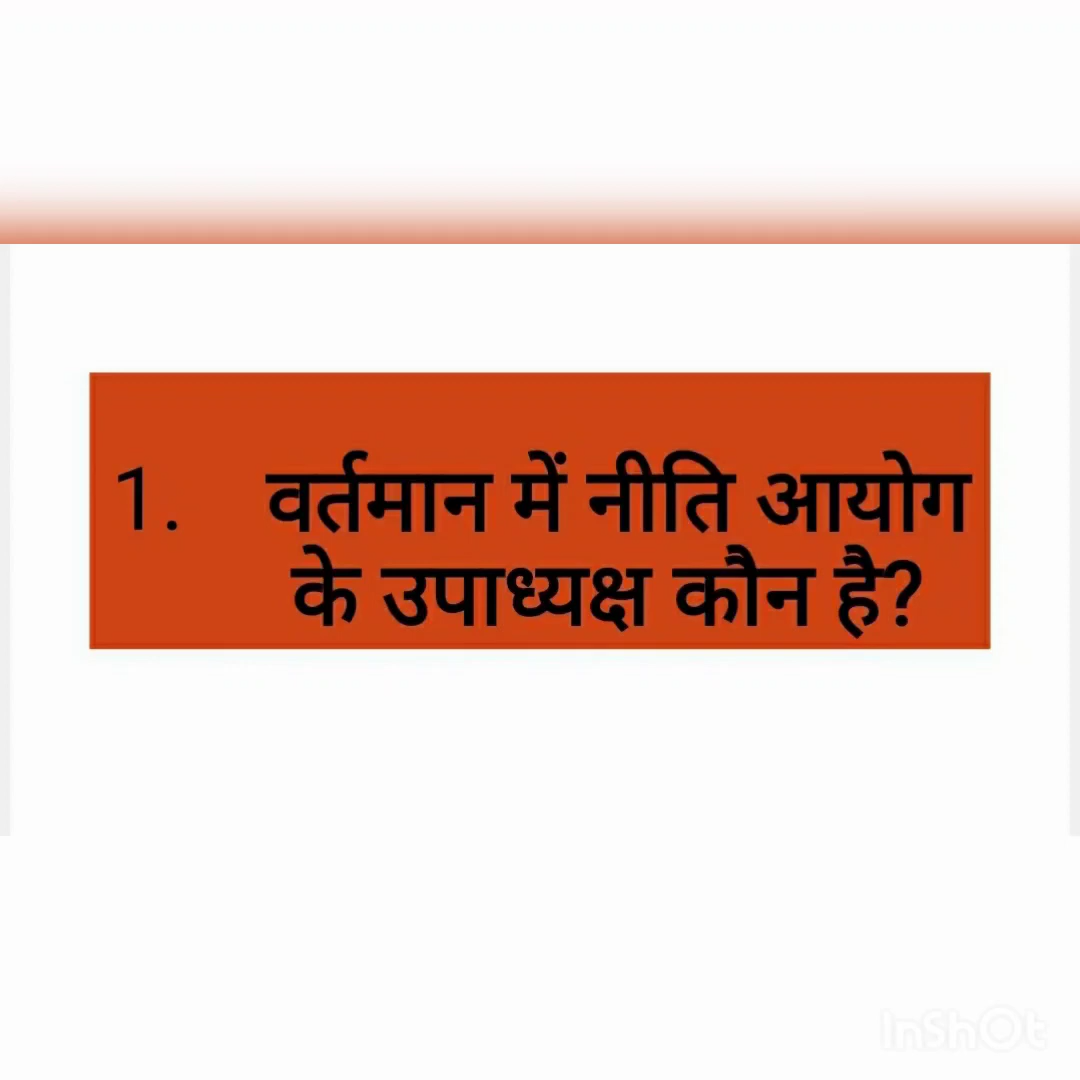 1. वर्तमान में नीति आयोग
के उपाध्यक्ष कौन है?
InShOt